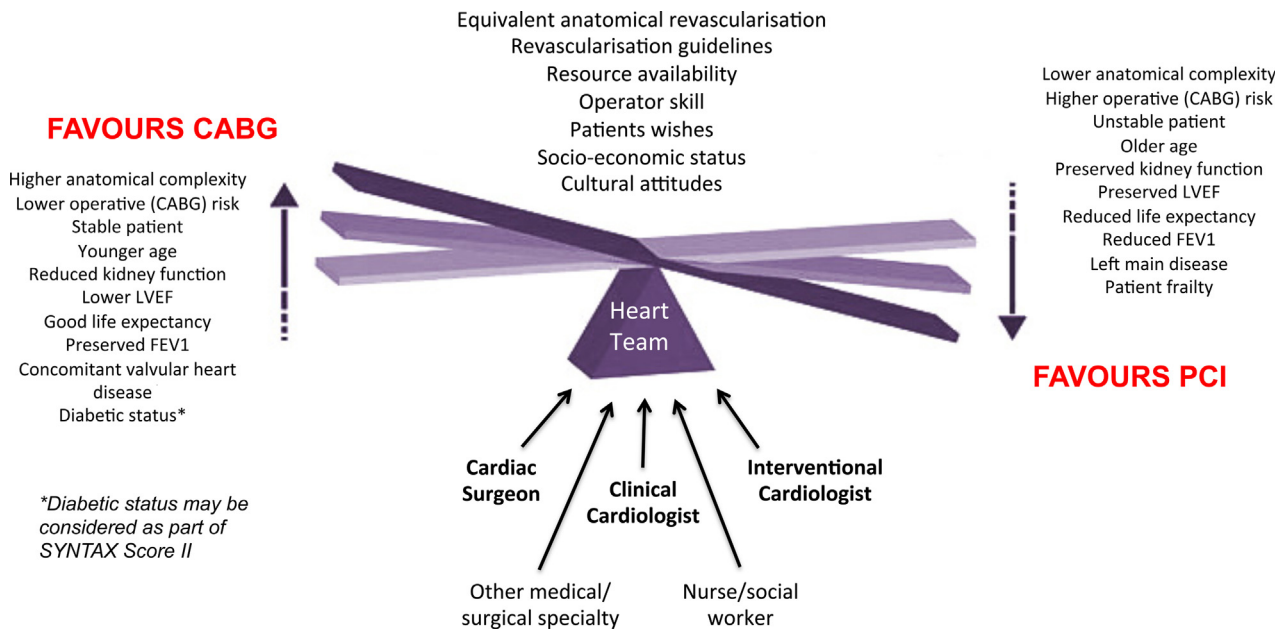 Equivalent anatomical revascularisation
Revascularisation guidelines
Resource availability
Operator skill
Patients wishes
Socio-economic status
Cultural attitudes
FAVOURS CABG
Higher anatomical complexity
Lower operative (CABG) risk
Stable patient
Younger age
Reduced kidney function
Lower LVEF
Good life expectancy
Preserved FEV1
Concomitant valvular heart
disease
Diabetic status*
*Diabetic status may be
considered as part of
SYNTAX Score II
Lower anatomical complexity
Higher operative (CABG) risk
Unstable patient
Older age
Preserved kidney function
Preserved LVEF
Reduced life expectancy
Reduced FEV1
Left main disease
Patient frailty
FAVOURS PCI
Heart
Team
Cardiac
Surgeon
Clinical
Cardiologist
Interventional
Cardiologist
Other medical/
surgical specialty
Nurse/social
worker